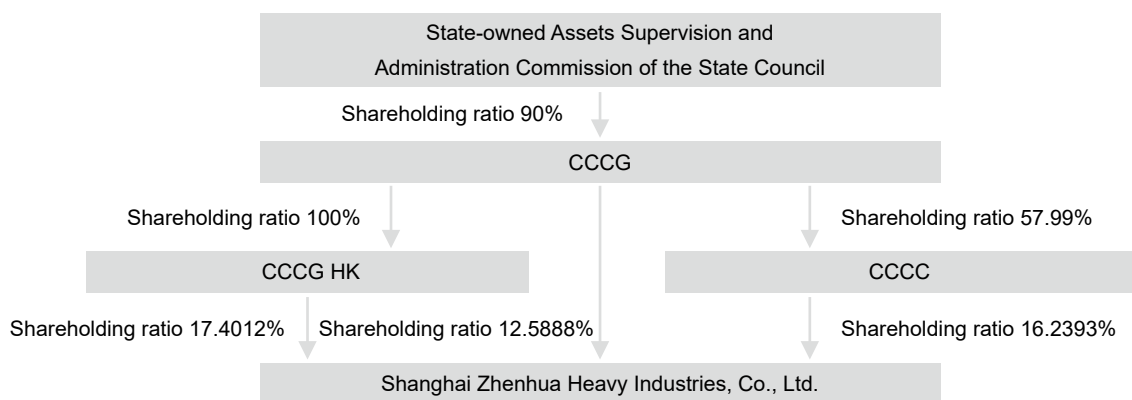 State-owned Assets Supervision and
Administration Commission of the State Council
Shareholding ratio 90%
CCCG
Shareholding ratio 100%
Shareholding ratio 57.99%
CCCG HK
CCCC
Shareholding ratio 17.4012%
Shareholding ratio 12.5888%
Shareholding ratio 16.2393%
Shanghai Zhenhua Heavy Industries, Co., Ltd.